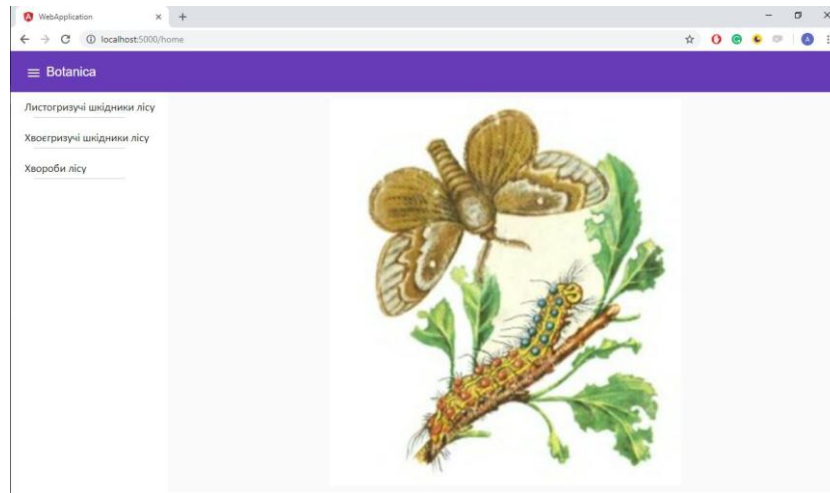 WebApplication
localhost:5000/home
Botanica
Листогризучі шкідники лісу
Хвоєгризучі шкідники лісу
Хвороби лісу